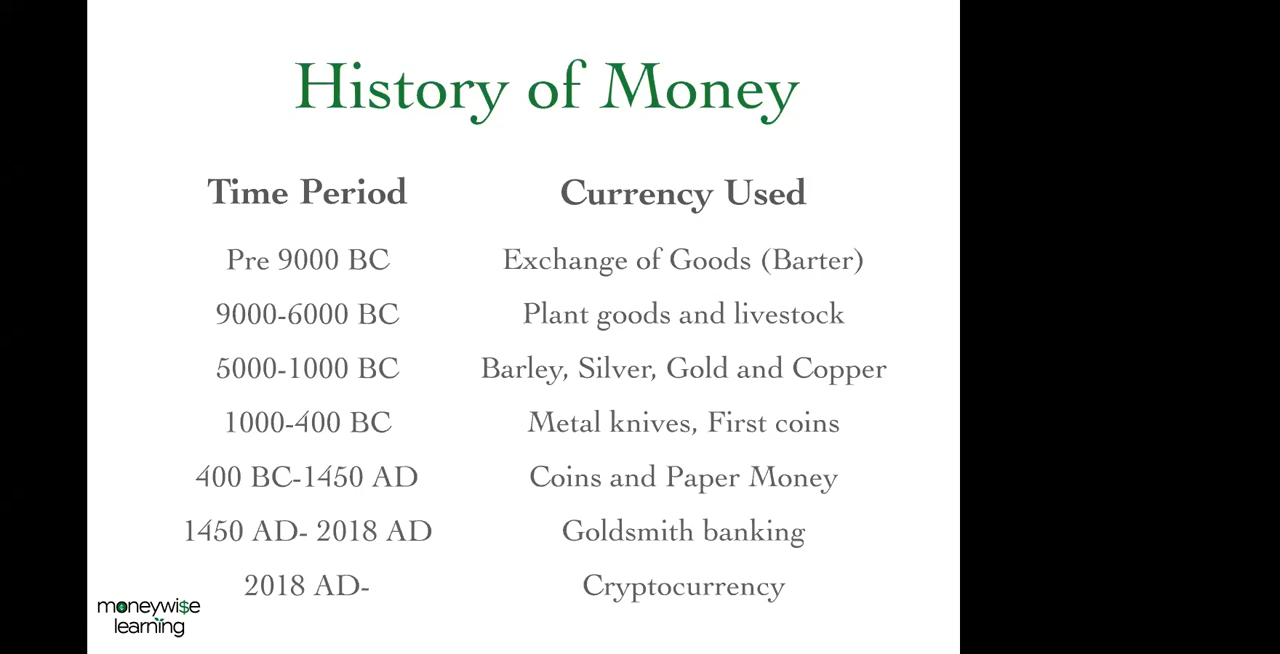 History of Money
Time Period Currency Used
Pre 9000 BC Exchange of Goods (Barter)
9000-6000 BC Plant goods and livestock
5000-1000 BC Barley, Silver, Gold and Copper
1000-400 BC Metal knives, First coins
400 BC-1450 AD Coins and Paper Money
1450 AD- 2018 AD Goldsmith banking
2018 AD- Cryptocurrency
moneywi$e
learning